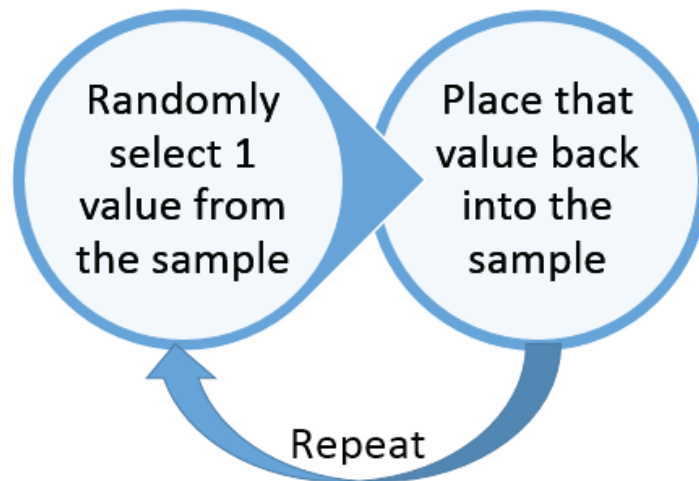 Randomly
select 1
value from
the sample
Place that
value back
into the
sample
Repeat